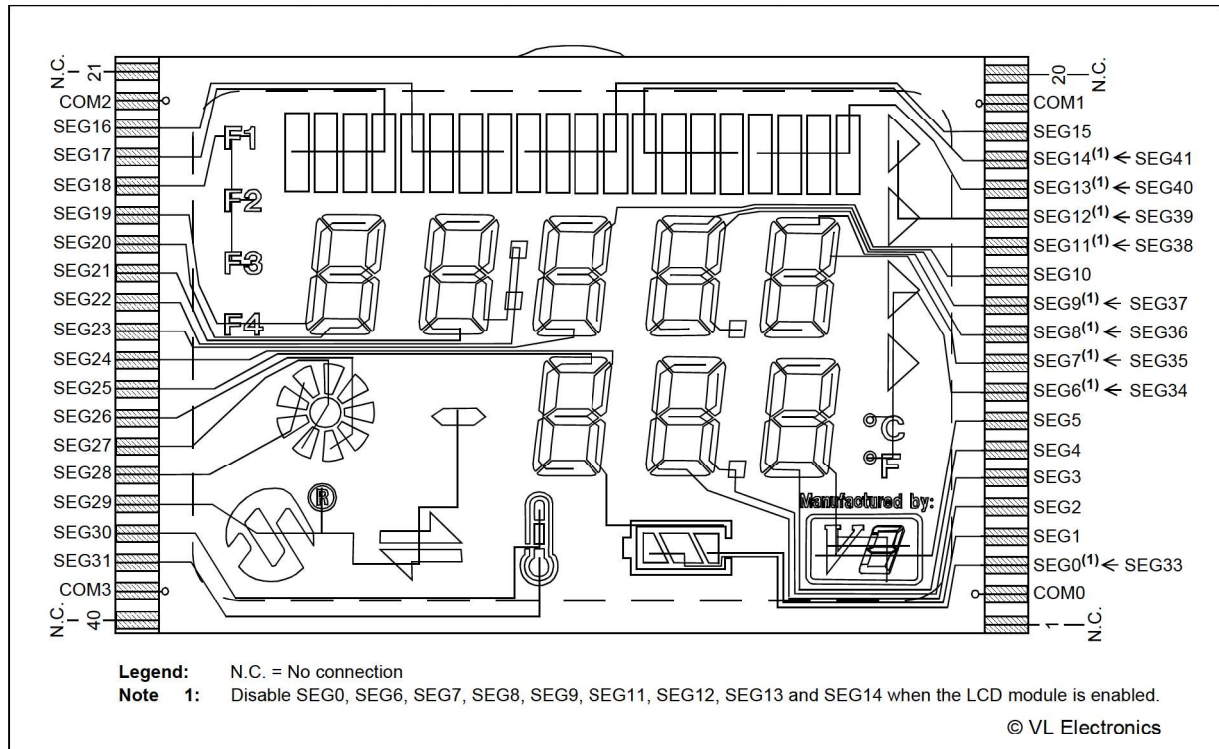 N.C.
21
COM2
SEG16
SEG17
SEG18
SEG19
SEG20
SEG21
SEG22
SEG23
SEG24
SEG25
SEG26
SEG27
SEG28
SEG29
SEG30
SEG31
COM3
N.C.
40
F1
F2
F3
F4
®
°C
°F
Manufactured by:
20
N.C.
COM1
SEG15
SEG14(1) ← SEG41
SEG13(1) ← SEG40
SEG12(1) ← SEG39
SEG11(1) ← SEG38
SEG10
SEG9(1) ← SEG37
SEG8(1) ← SEG36
SEG7(1) ← SEG35
SEG6(1) ← SEG34
SEG5
SEG4
SEG3
SEG2
SEG1
SEG0(1) ← SEG33
COM0
1
N.C.
Legend: N.C. = No connection
Note 1: Disable SEG0, SEG6, SEG7, SEG8, SEG9, SEG11, SEG12, SEG13 and SEG14 when the LCD module is enabled.
© VL Electronics